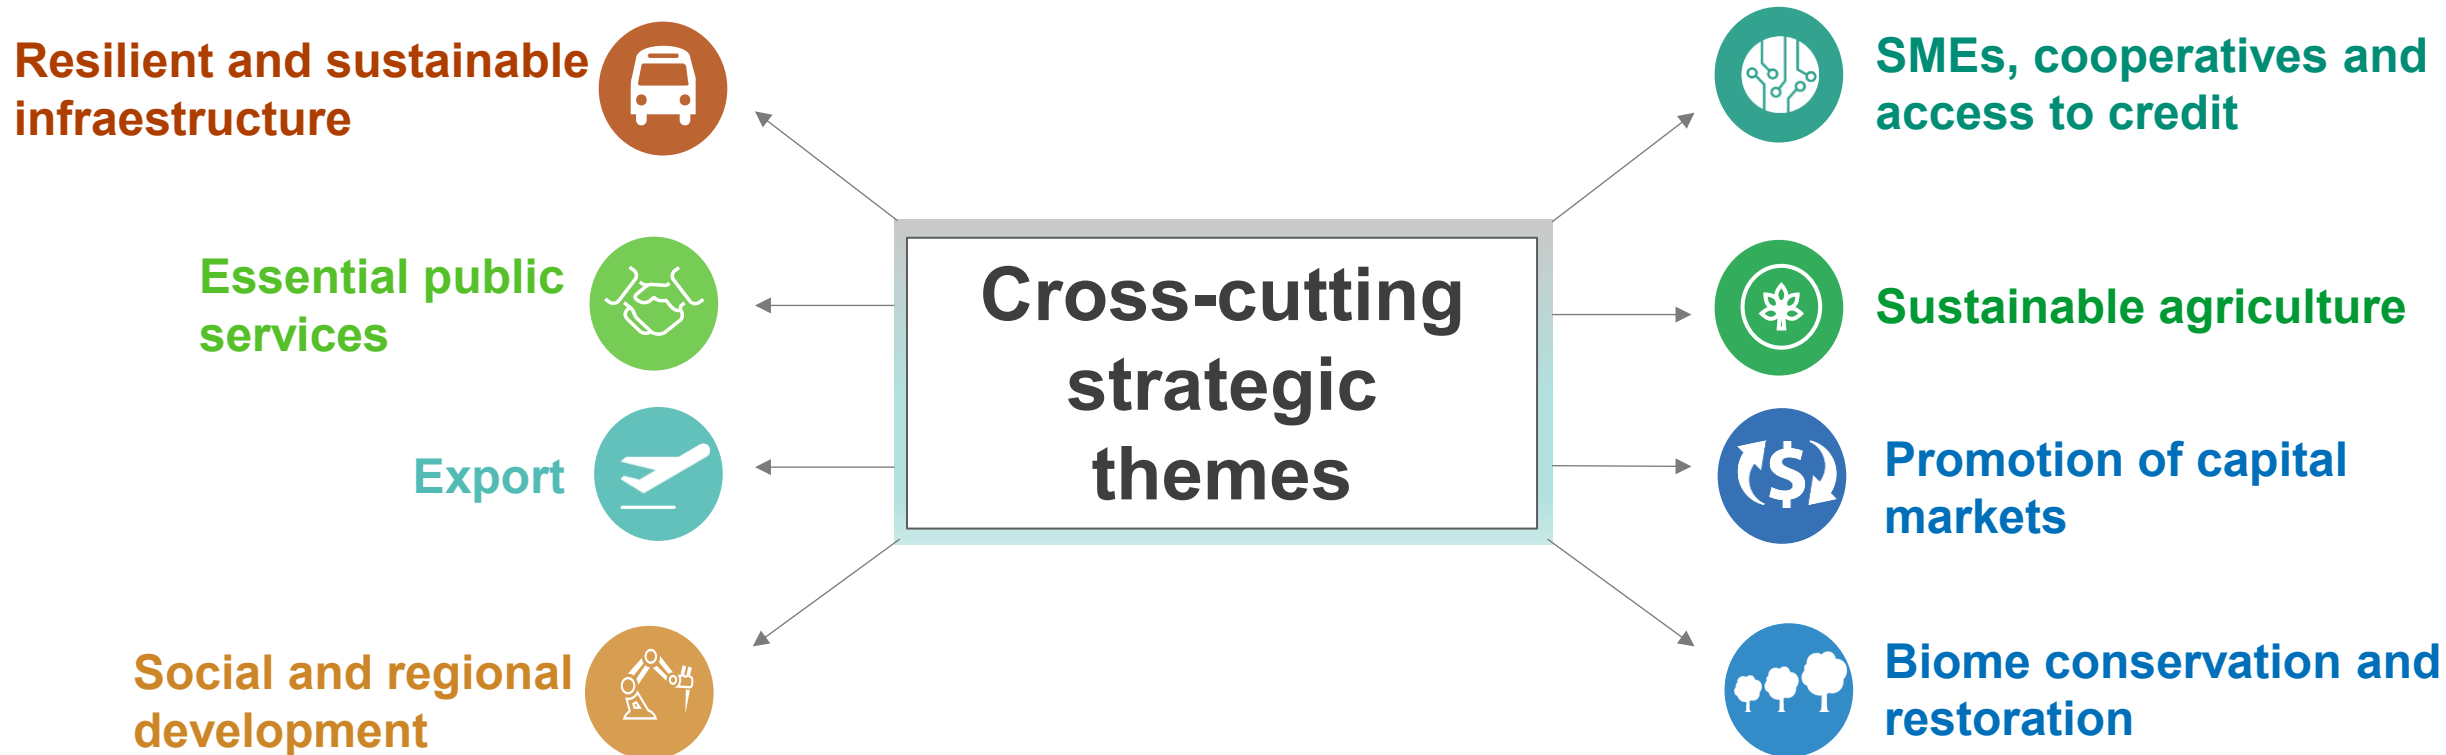 Resilient and sustainable
infraestructure
Essential public
services
Export
Social and regional
development
Cross-cutting
strategic
themes
SMEs, cooperatives and
access to credit
Sustainable agriculture
Promotion of capital
markets
Biome conservation and
restoration